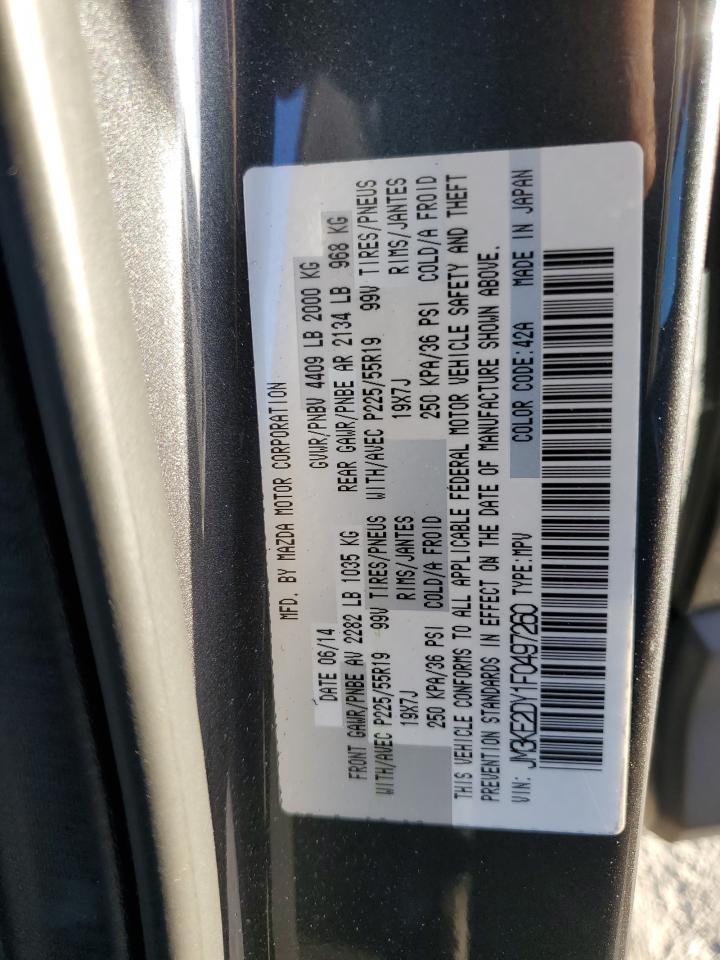 MFD. BY MAZDA MOTOR CORPORATION
DATE 06/14 GVWR/PNBV 4409 LB 2000 KG
FRONT GAWR/PNBE AV 2282 LB 1035 KG REAR GAWR/PNBE AR 2134 LB 968 KG
WITH/AVEC P225/55R19 99V TIRES/PNEUS WITH/AVEC P225/55R19 99V TIRES/PNEUS
19X7J RIMS/JANTES 19X7J RIMS/JANTES
250 KPA/36 PSI COLD/A FROID 250 KPA/36 PSI COLD/A FROID
THIS VEHICLE CONFORMS TO ALL APPLICABLE FEDERAL MOTOR VEHICLE SAFETY AND THEFT
PREVENTION STANDARDS IN EFFECT ON THE DATE OF MANUFACTURE SHOWN ABOVE.
VIN: JM3KE2DY1F0497260 TYPE:MPV COLOR CODE:42A MADE IN JAPAN